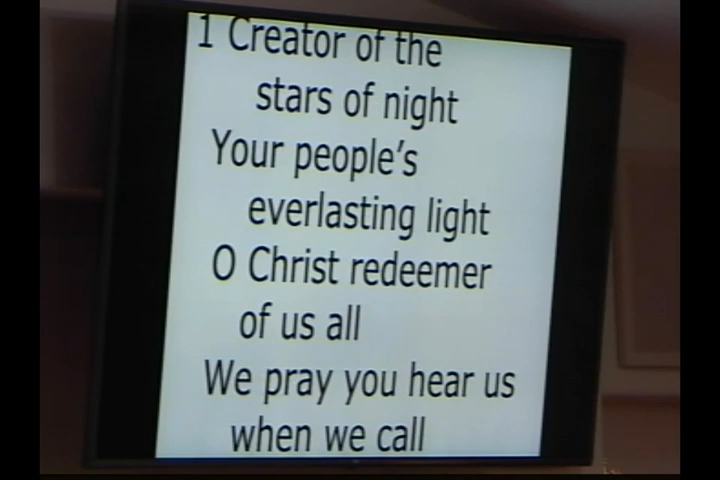 1 Creator of the
stars of night
Your people's
everlasting light
O Christ redeemer
of us all
We pray you hear us
when we call